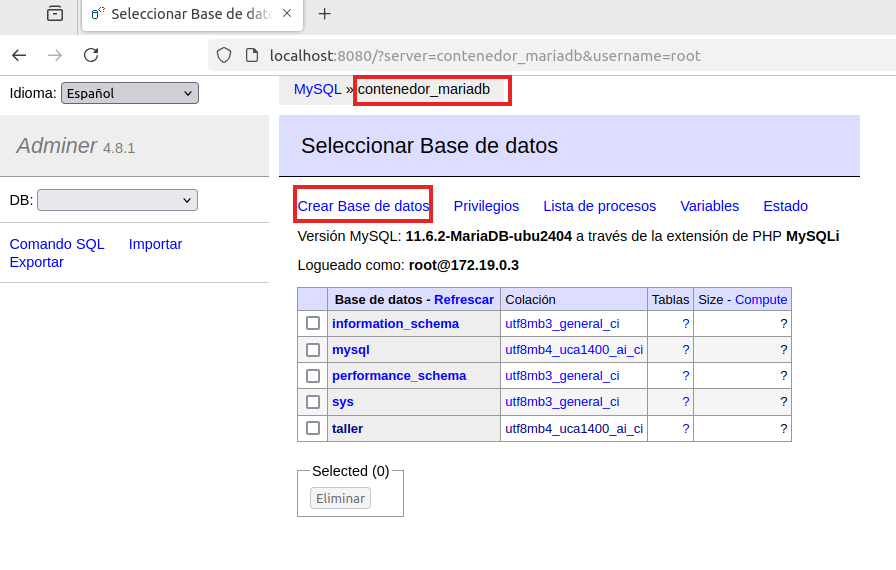 Seleccionar Base de dato
localhost:8080/?server=contenedor_mariadb&username=root
Idioma: Español
MySQL » contenedor_mariadb
Adminer 4.8.1
Seleccionar Base de datos
DB:
Crear Base de datos Privilegios Lista de procesos Variables Estado
Comando SQL Importar
Exportar
Versión MySQL: 11.6.2-MariaDB-ubu2404 a través de la extensión de PHP MySQLi
Logueado como: root@172.19.0.3
Base de datos - Refrescar Colación Tablas Size - Compute
information_schema utf8mb3_general_ci ? ?
mysql utf8mb4_uca1400_ai_ci ? ?
performance_schema utf8mb3_general_ci ? ?
sys utf8mb3_general_ci ? ?
taller utf8mb4_uca1400_ai_ci ? ?
Selected (0)
Eliminar